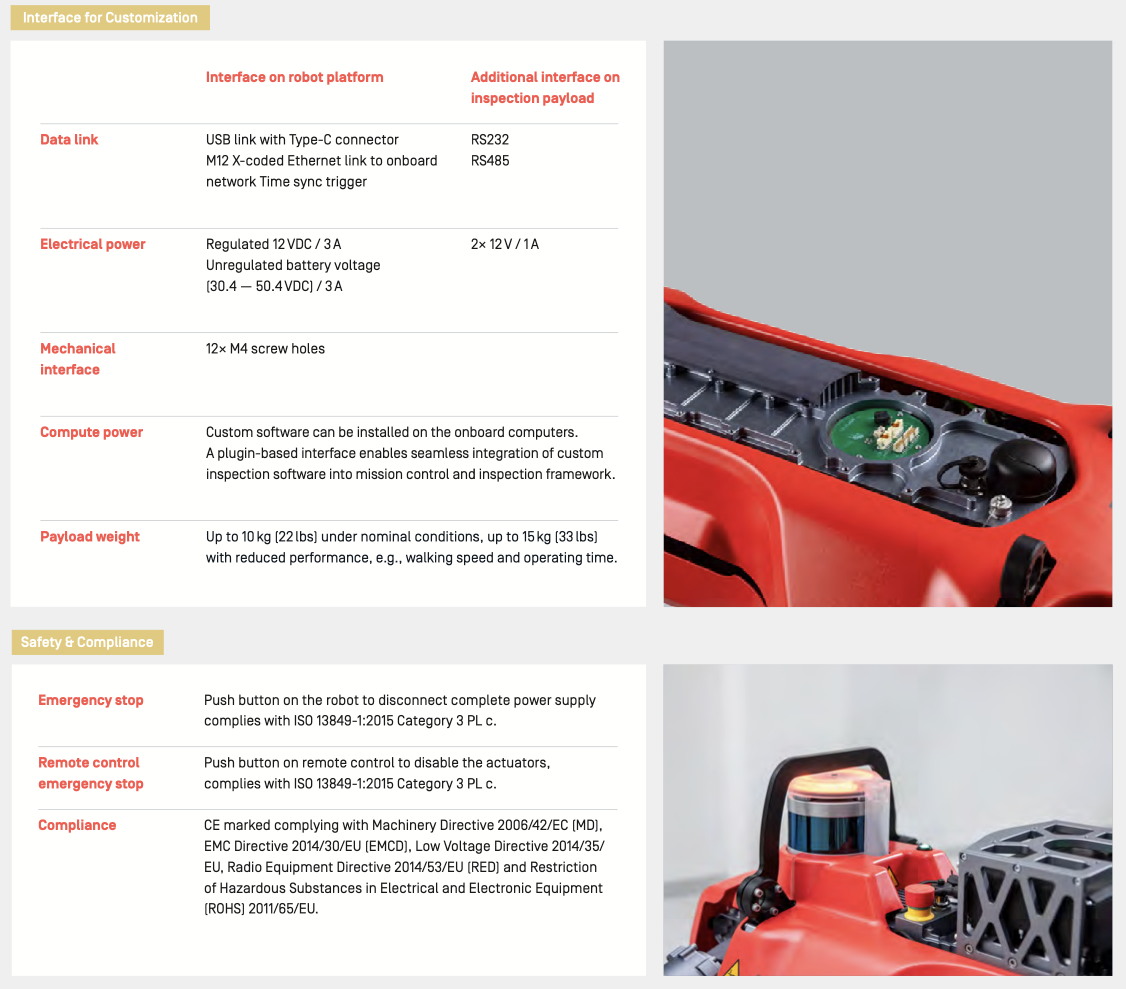 Interface for Customization
Interface on robot platform
Additional interface on
inspection payload
Data link
USB link with Type-C connector
M12 X-coded Ethernet link to onboard
network Time sync trigger
RS232
RS485
Electrical power
Regulated 12 VDC / 3 A
Unregulated battery voltage
(30.4 — 50.4 VDC) / 3 A
2× 12 V / 1 A
Mechanical
interface
12× M4 screw holes
Compute power
Custom software can be installed on the onboard computers.
A plugin-based interface enables seamless integration of custom
inspection software into mission control and inspection framework.
Payload weight
Up to 10 kg (22 lbs) under nominal conditions, up to 15 kg (33 lbs)
with reduced performance, e.g., walking speed and operating time.
Safety & Compliance
Emergency stop
Push button on the robot to disconnect complete power supply
complies with ISO 13849-1:2015 Category 3 PL c.
Remote control
emergency stop
Push button on remote control to disable the actuators,
complies with ISO 13849-1:2015 Category 3 PL c.
Compliance
CE marked complying with Machinery Directive 2006/42/EC (MD),
EMC Directive 2014/30/EU (EMCD), Low Voltage Directive 2014/35/
EU, Radio Equipment Directive 2014/53/EU (RED) and Restriction
of Hazardous Substances in Electrical and Electronic Equipment
(ROHS) 2011/65/EU.